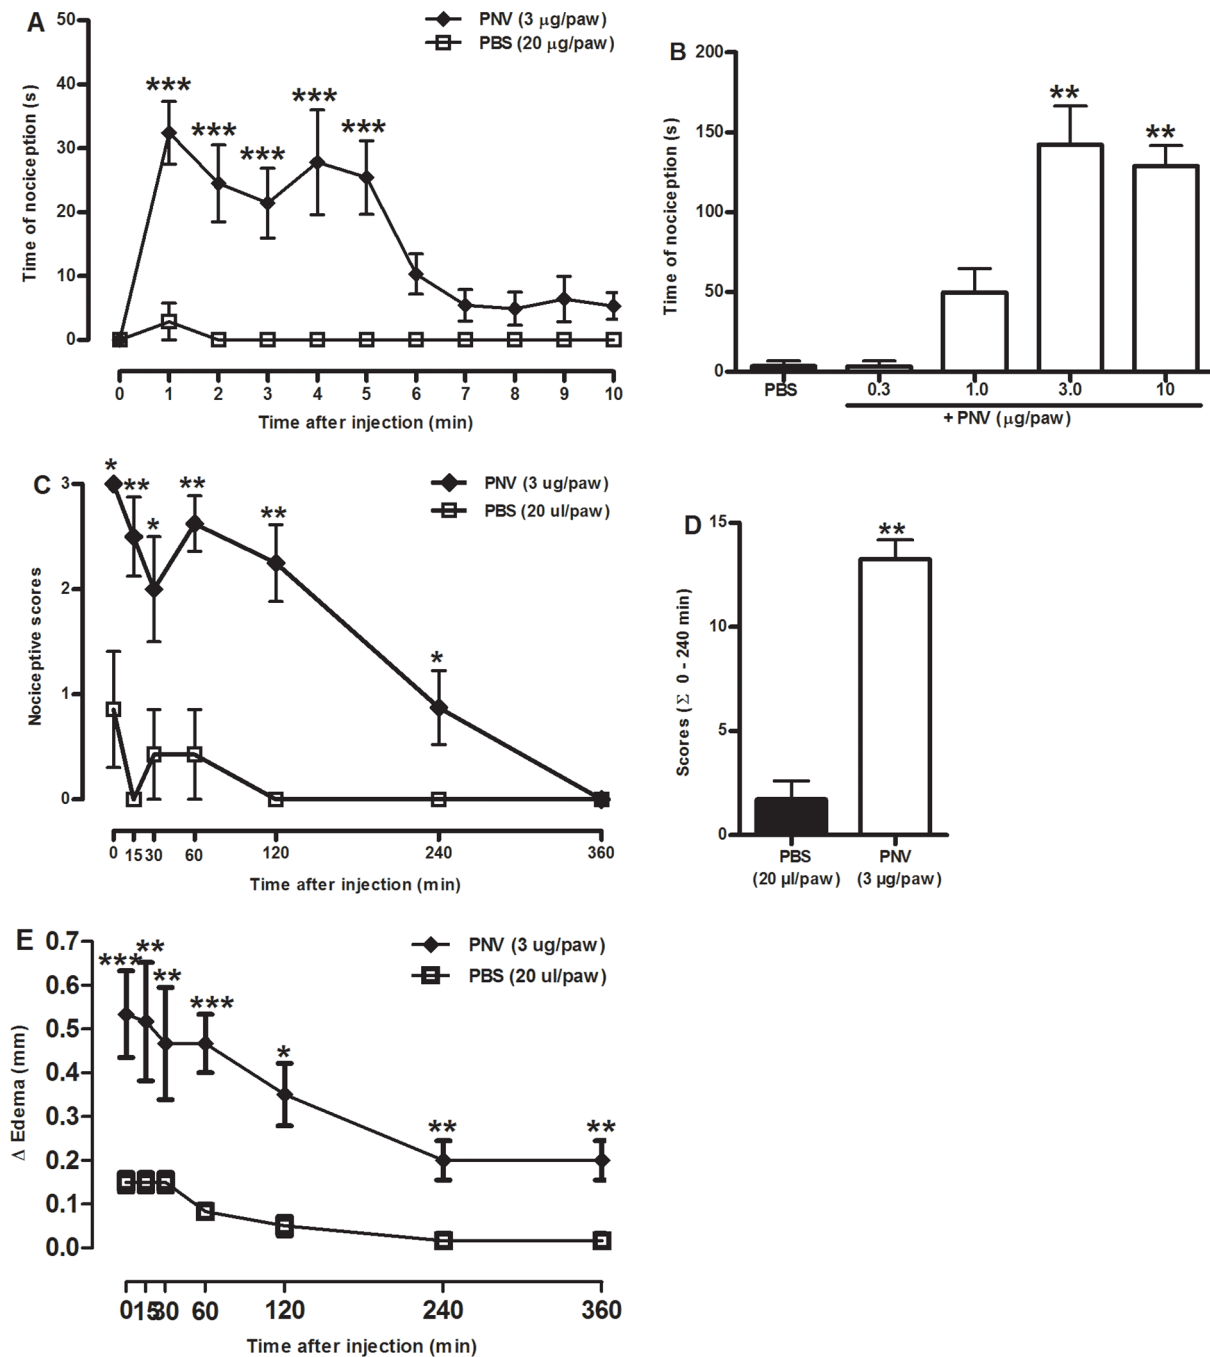 A
PNV (3 µg/paw)
PBS (20 µg/paw)
Time of nociception (s)
50
40
30
20
10
0
***
***
***
***
***
0 1 2 3 4 5 6 7 8 9 10
Time after injection (min)
B
Time of nociception (s)
200
150
100
50
0
**
**
PBS 0.3 1.0 3.0 10
+ PNV (µg/paw)
C
PNV (3 ug/paw)
PBS (20 ul/paw)
Nociceptive scores
3
2
1
0
*
**
*
**
**
*
0 15 30 60 120 240 360
Time after injection (min)
D
Scores (Σ 0 - 240 min)
15
10
5
0
**
PBS PNV
(20 µl/paw) (3 µg/paw)
E
PNV (3 ug/paw)
PBS (20 ul/paw)
Δ Edema (mm)
0.7
0.6
0.5
0.4
0.3
0.2
0.1
0.0
***
**
**
***
*
**
**
0 15 30 60 120 240 360
Time after injection (min)